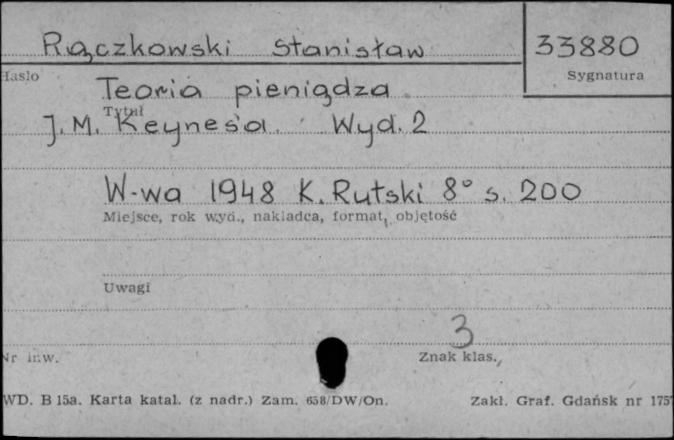 Rączkowski Stanisław 33880
Hasło Sygnatura
Teoria pieniądza
Tytuł
J. M. Keynes'a. Wyd. 2
W-wa 1948 K. Rutski 8° s. 200
Miejsce, rok wyd., nakładca, format, objętość
Uwagi
3
Nr inw. Znak klas.
WD. B 15a. Karta katal. (z nadr.) Zam. 658/DW/On. Zakł. Graf. Gdańsk nr 175